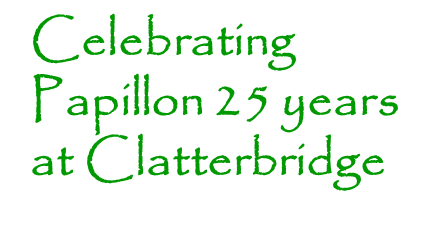 Celebrating
Papillon 25 years
at Clatterbridge